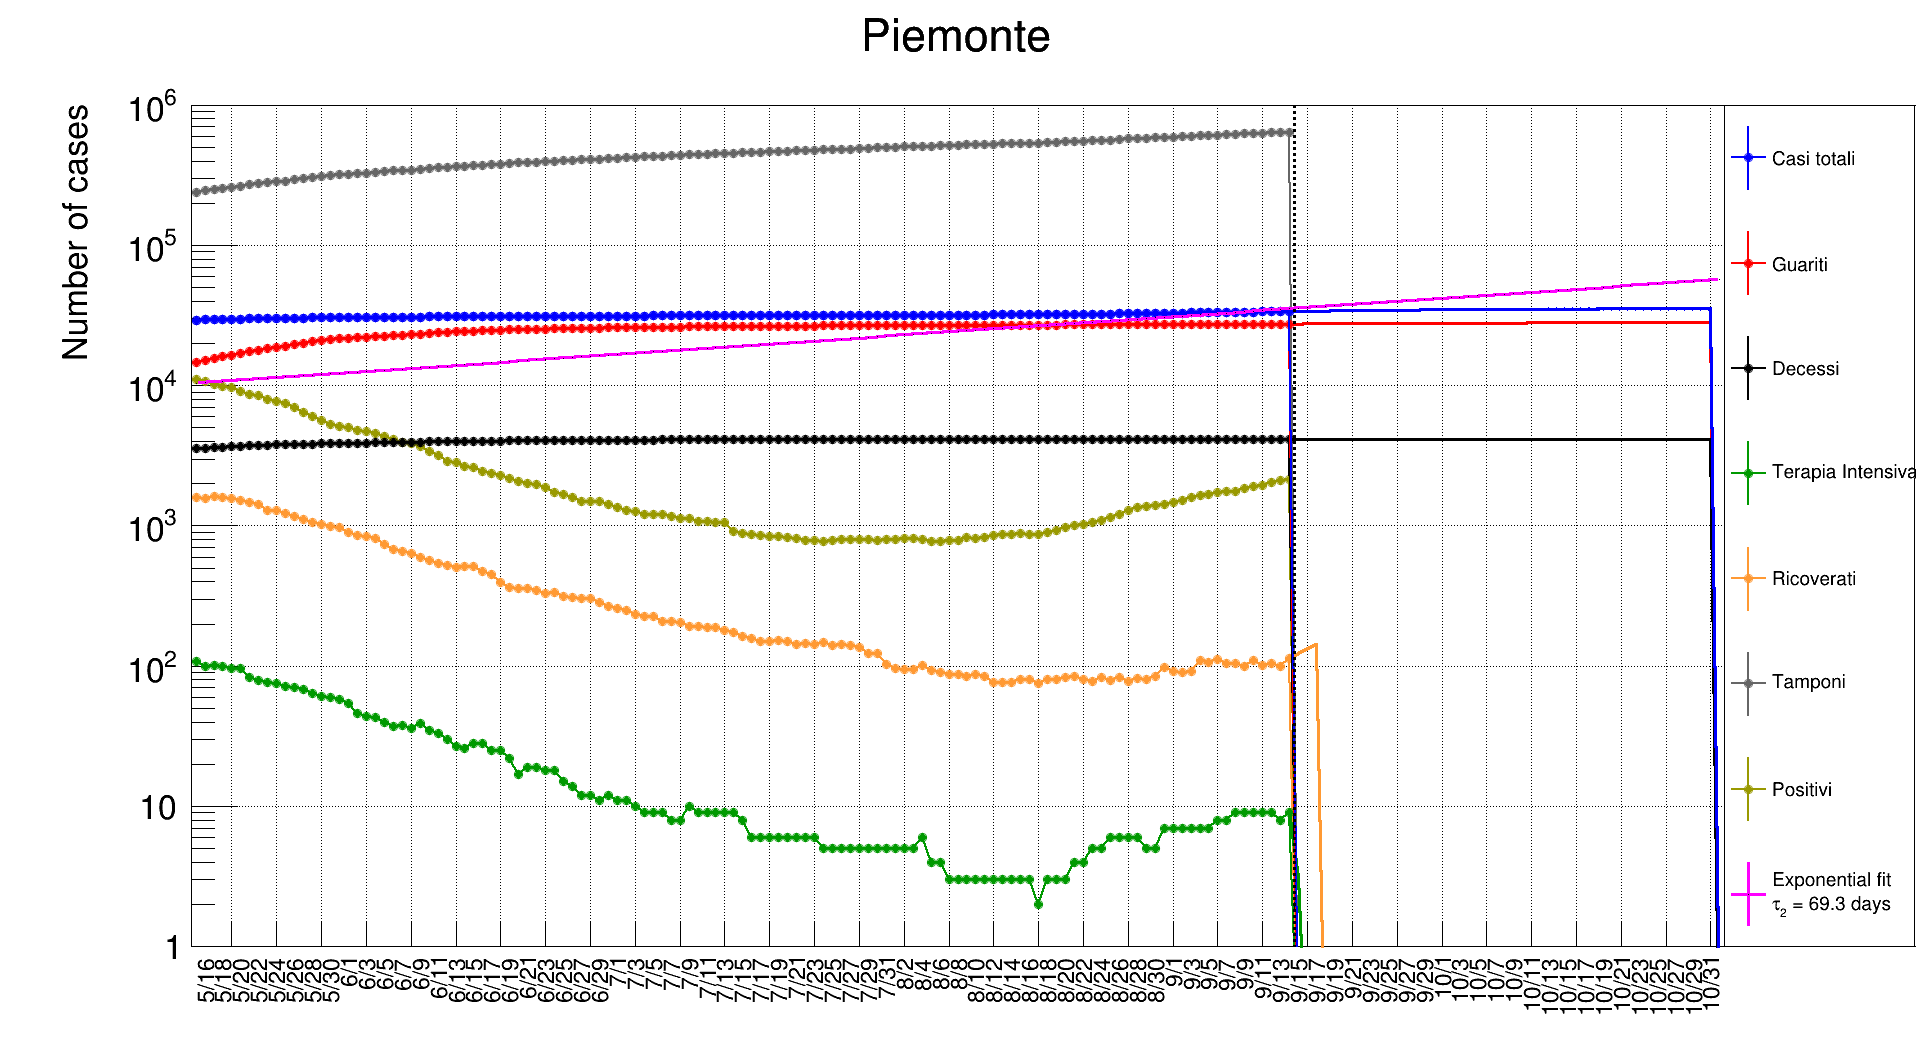 Piemonte
Number of cases
10^6
10^5
10^4
10^3
10^2
10
1
5/16 5/18 5/20 5/22 5/24 5/26 5/28 5/30 6/1 6/3 6/5 6/7 6/9 6/11 6/13 6/15 6/17 6/19 6/21 6/23 6/25 6/27 6/29 7/1 7/3 7/5 7/7 7/9 7/11 7/13 7/15 7/17 7/19 7/21 7/23 7/25 7/27 7/29 7/31 8/2 8/4 8/6 8/8 8/10 8/12 8/14 8/16 8/18 8/20 8/22 8/24 8/26 8/28 8/30 9/1 9/3 9/5 9/7 9/9 9/11 9/13 9/15 9/17 9/19 9/21 9/23 9/25 9/27 9/29 10/1 10/3 10/5 10/7 10/9 10/11 10/13 10/15 10/17 10/19 10/21 10/23 10/25 10/27 10/29 10/31
Casi totali
Guariti
Decessi
Terapia Intensiva
Ricoverati
Tamponi
Positivi
Exponential fit
τ_2 = 69.3 days